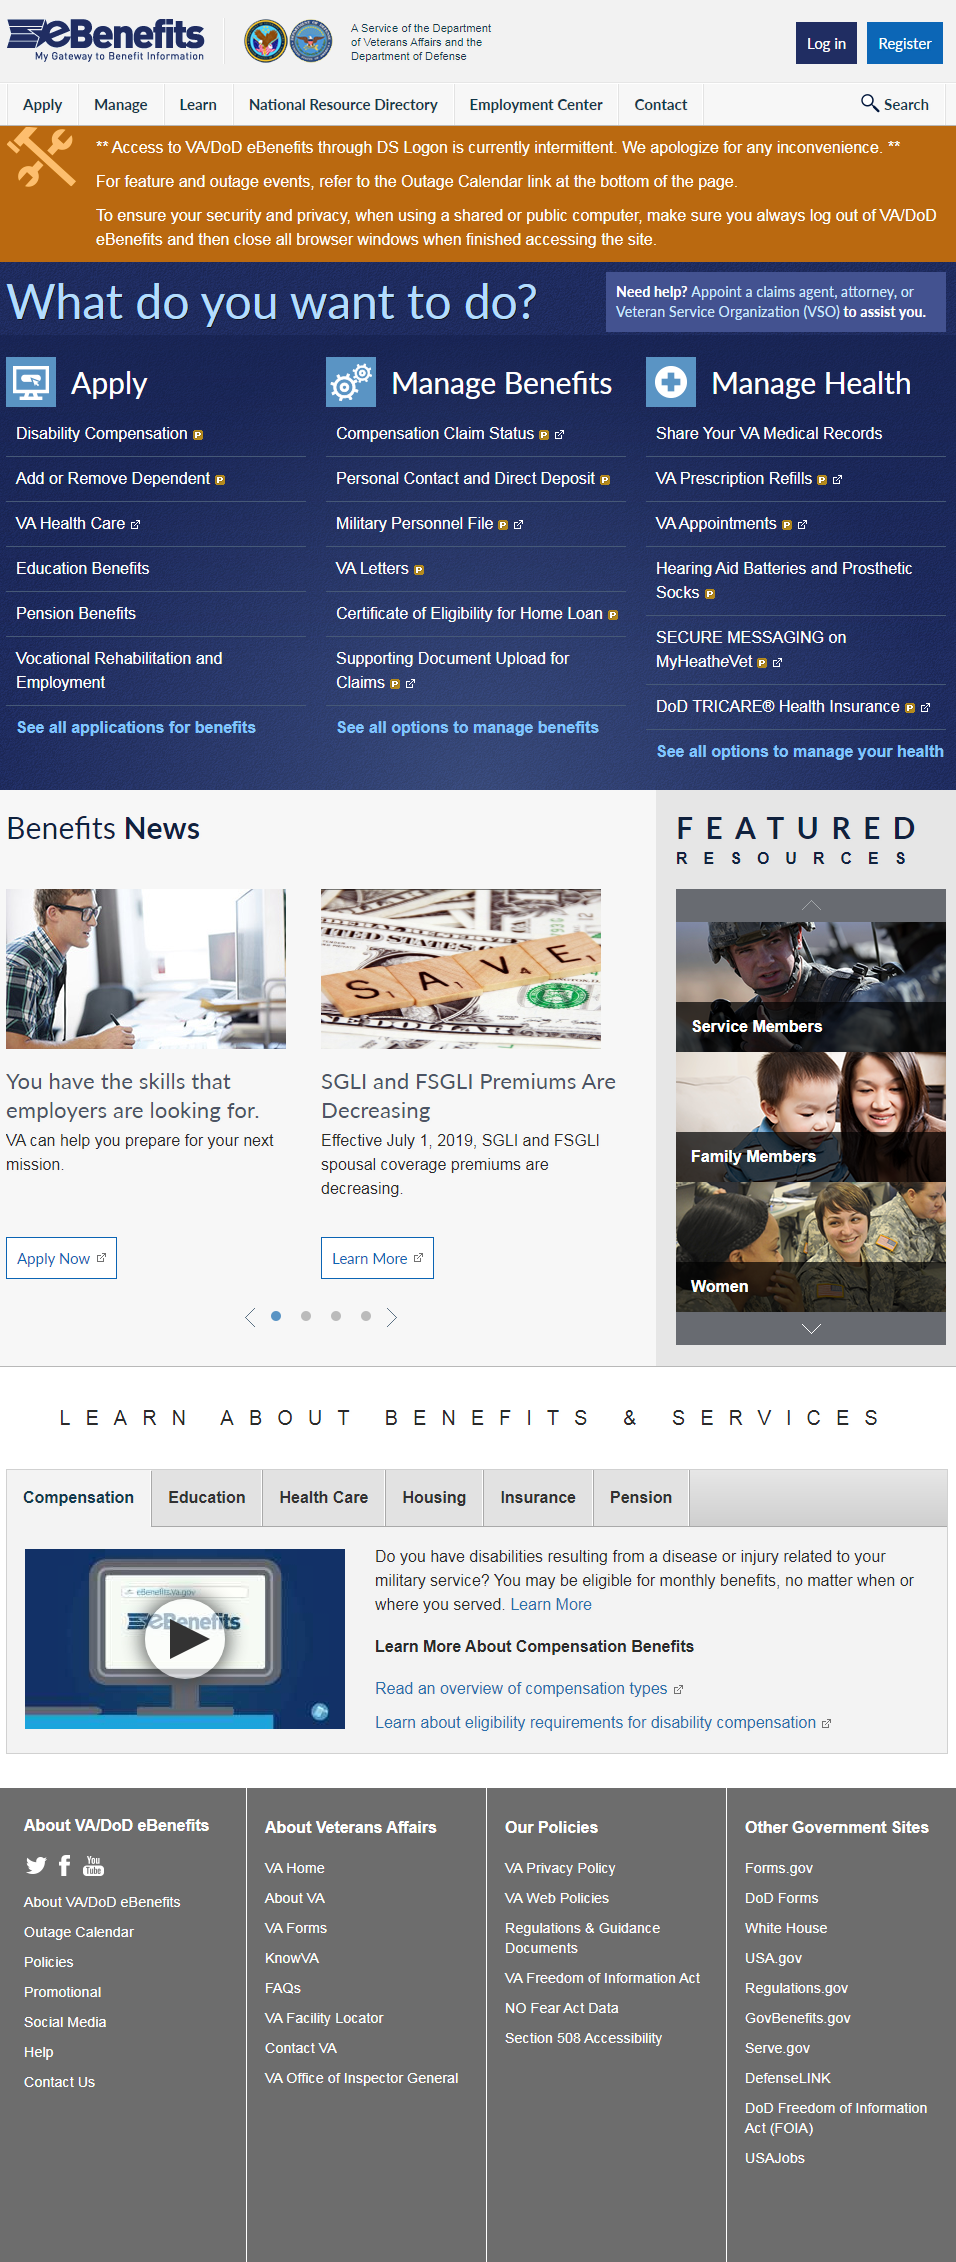 eBenefits
My Gateway to Benefit Information
A Service of the Department
of Veterans Affairs and the
Department of Defense
Log in
Register
Apply
Manage
Learn
National Resource Directory
Employment Center
Contact
Search
** Access to VA/DoD eBenefits through DS Logon is currently intermittent. We apologize for any inconvenience. **
For feature and outage events, refer to the Outage Calendar link at the bottom of the page.
To ensure your security and privacy, when using a shared or public computer, make sure you always log out of VA/DoD
eBenefits and then close all browser windows when finished accessing the site.
What do you want to do?
Need help? Appoint a claims agent, attorney, or
Veteran Service Organization (VSO) to assist you.
Apply
Disability Compensation P
Add or Remove Dependent P
VA Health Care
Education Benefits
Pension Benefits
Vocational Rehabilitation and
Employment
See all applications for benefits
Manage Benefits
Compensation Claim Status P
Personal Contact and Direct Deposit P
Military Personnel File P
VA Letters P
Certificate of Eligibility for Home Loan P
Supporting Document Upload for
Claims P
See all options to manage benefits
Manage Health
Share Your VA Medical Records
VA Prescription Refills P
VA Appointments P
Hearing Aid Batteries and Prosthetic
Socks P
SECURE MESSAGING on
MyHeatheVet P
DoD TRICARE® Health Insurance P
See all options to manage your health
Benefits News
UNITED STATES
SAVE
ONE DOLLAR
You have the skills that
employers are looking for.
VA can help you prepare for your next
mission.
Apply Now
SGLI and FSGLI Premiums Are
Decreasing
Effective July 1, 2019, SGLI and FSGLI
spousal coverage premiums are
decreasing.
Learn More
FEATURED
RESOURCES
Service Members
Family Members
Women
LEARN ABOUT BENEFITS & SERVICES
Compensation
Education
Health Care
Housing
Insurance
Pension
eBenefits.Va.gov
eBenefits
Do you have disabilities resulting from a disease or injury related to your
military service? You may be eligible for monthly benefits, no matter when or
where you served. Learn More
Learn More About Compensation Benefits
Read an overview of compensation types
Learn about eligibility requirements for disability compensation
About VA/DoD eBenefits
You
Tube
About VA/DoD eBenefits
Outage Calendar
Policies
Promotional
Social Media
Help
Contact Us
About Veterans Affairs
VA Home
About VA
VA Forms
KnowVA
FAQs
VA Facility Locator
Contact VA
VA Office of Inspector General
Our Policies
VA Privacy Policy
VA Web Policies
Regulations & Guidance
Documents
VA Freedom of Information Act
NO Fear Act Data
Section 508 Accessibility
Other Government Sites
Forms.gov
DoD Forms
White House
USA.gov
Regulations.gov
GovBenefits.gov
Serve.gov
DefenseLINK
DoD Freedom of Information
Act (FOIA)
USAJobs